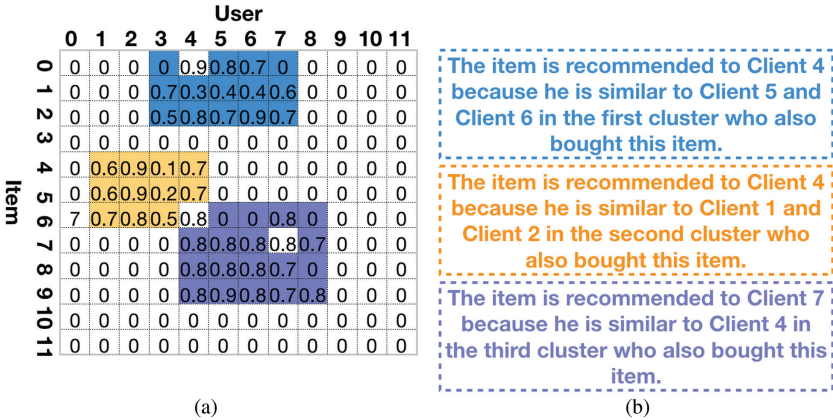 User
0 1 2 3 4 5 6 7 8 9 10 11
Item
0 0 0 0 0 0.9 0.8 0.7 0 0 0 0 0
1 0 0 0 0.7 0.3 0.4 0.4 0.6 0 0 0 0
2 0 0 0 0.5 0.8 0.7 0.9 0.7 0 0 0 0
3 0 0 0 0 0 0 0 0 0 0 0 0
4 0 0.6 0.9 0.1 0.7 0 0 0 0 0 0 0
5 0 0.6 0.9 0.2 0.7 0 0 0 0 0 0 0
6 7 0.7 0.8 0.5 0.8 0 0 0.8 0 0 0 0
7 0 0 0 0 0.8 0.8 0.8 0.8 0.7 0 0 0
8 0 0 0 0 0.8 0.8 0.8 0.7 0 0 0 0
9 0 0 0 0 0.8 0.9 0.8 0.7 0.8 0 0 0
10 0 0 0 0 0 0 0 0 0 0 0 0
11 0 0 0 0 0 0 0 0 0 0 0 0
(a)
The item is recommended to Client 4
because he is similar to Client 5 and
Client 6 in the first cluster who also
bought this item.
The item is recommended to Client 4
because he is similar to Client 1 and
Client 2 in the second cluster who
also bought this item.
The item is recommended to Client 7
because he is similar to Client 4 in
the third cluster who also bought this
item.
(b)